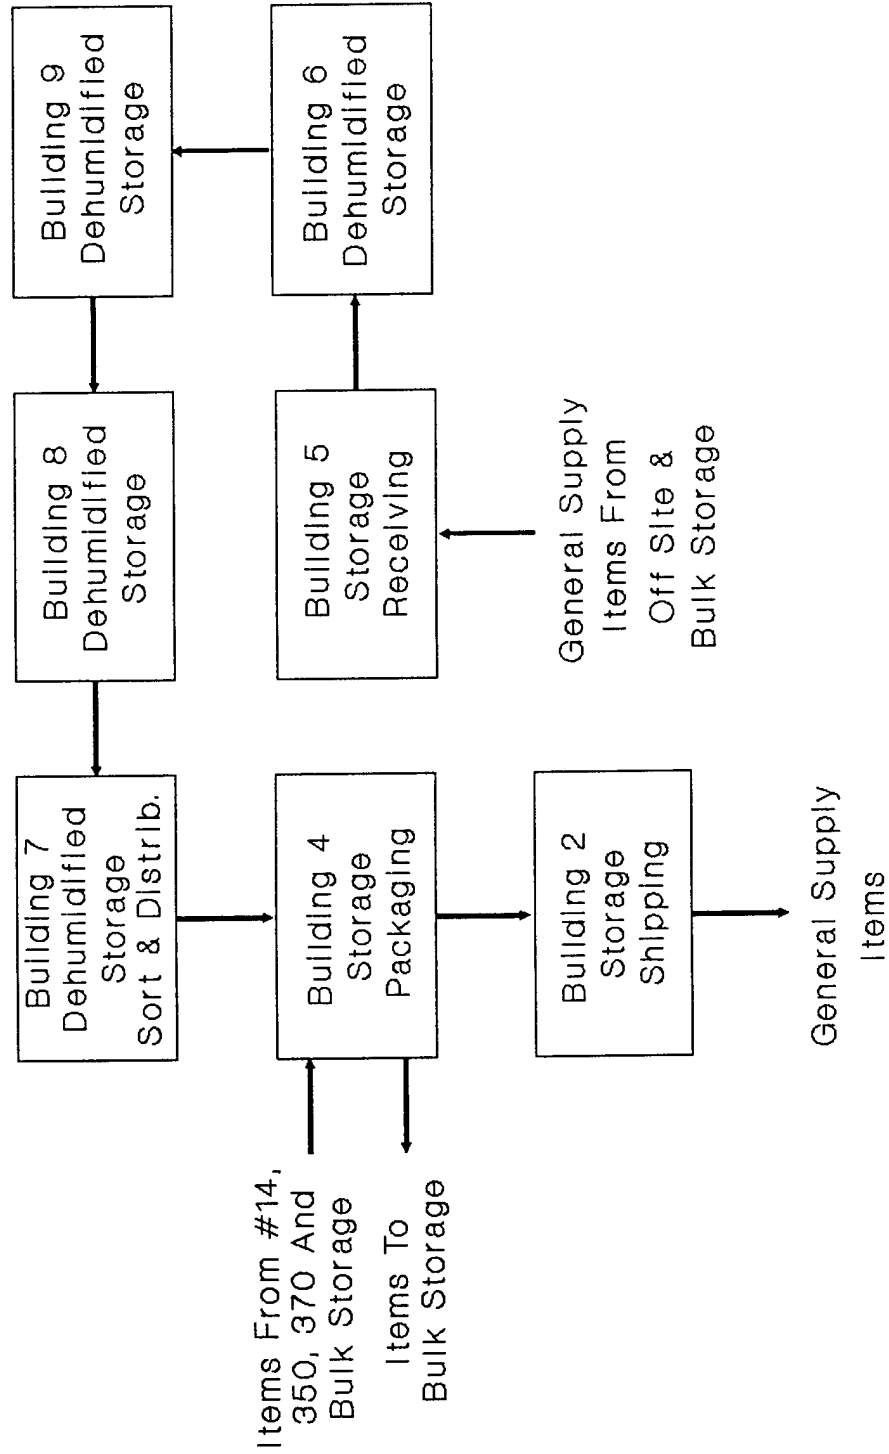 Building 7
Dehumidified
Storage
Sort & Distrib.
Building 8
Dehumidified
Storage
Building 9
Dehumidified
Storage
Items From #14,
350, 370 And
Bulk Storage
Items To
Bulk Storage
Building 4
Storage
Packaging
Building 5
Storage
Receiving
Building 6
Dehumidified
Storage
Building 2
Storage
Shipping
General Supply
Items From
Off Site &
Bulk Storage
General Supply
Items